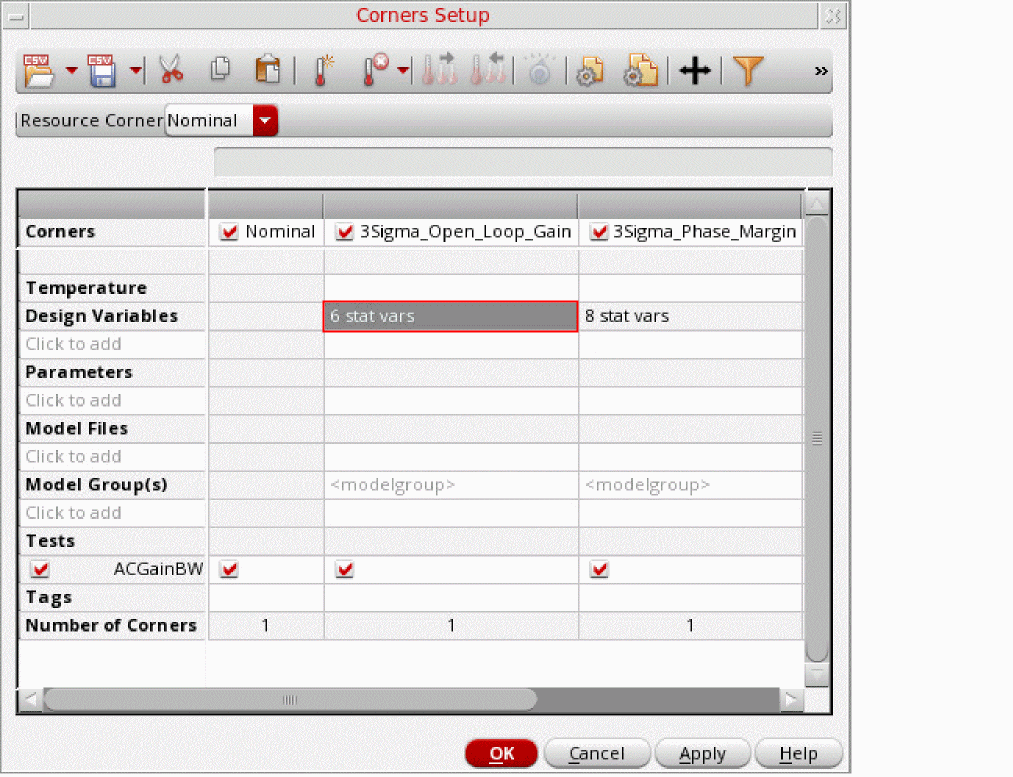 Corners Setup
CSV CSV »
Resource Corner Nominal
Corners Nominal 3Sigma_Open_Loop_Gain 3Sigma_Phase_Margin
Temperature
Design Variables 6 stat vars 8 stat vars
Click to add
Parameters
Click to add
Model Files
Click to add
Model Group(s) <modelgroup> <modelgroup>
Click to add
Tests
ACGainBW
Tags
Number of Corners 1 1 1
OK Cancel Apply Help